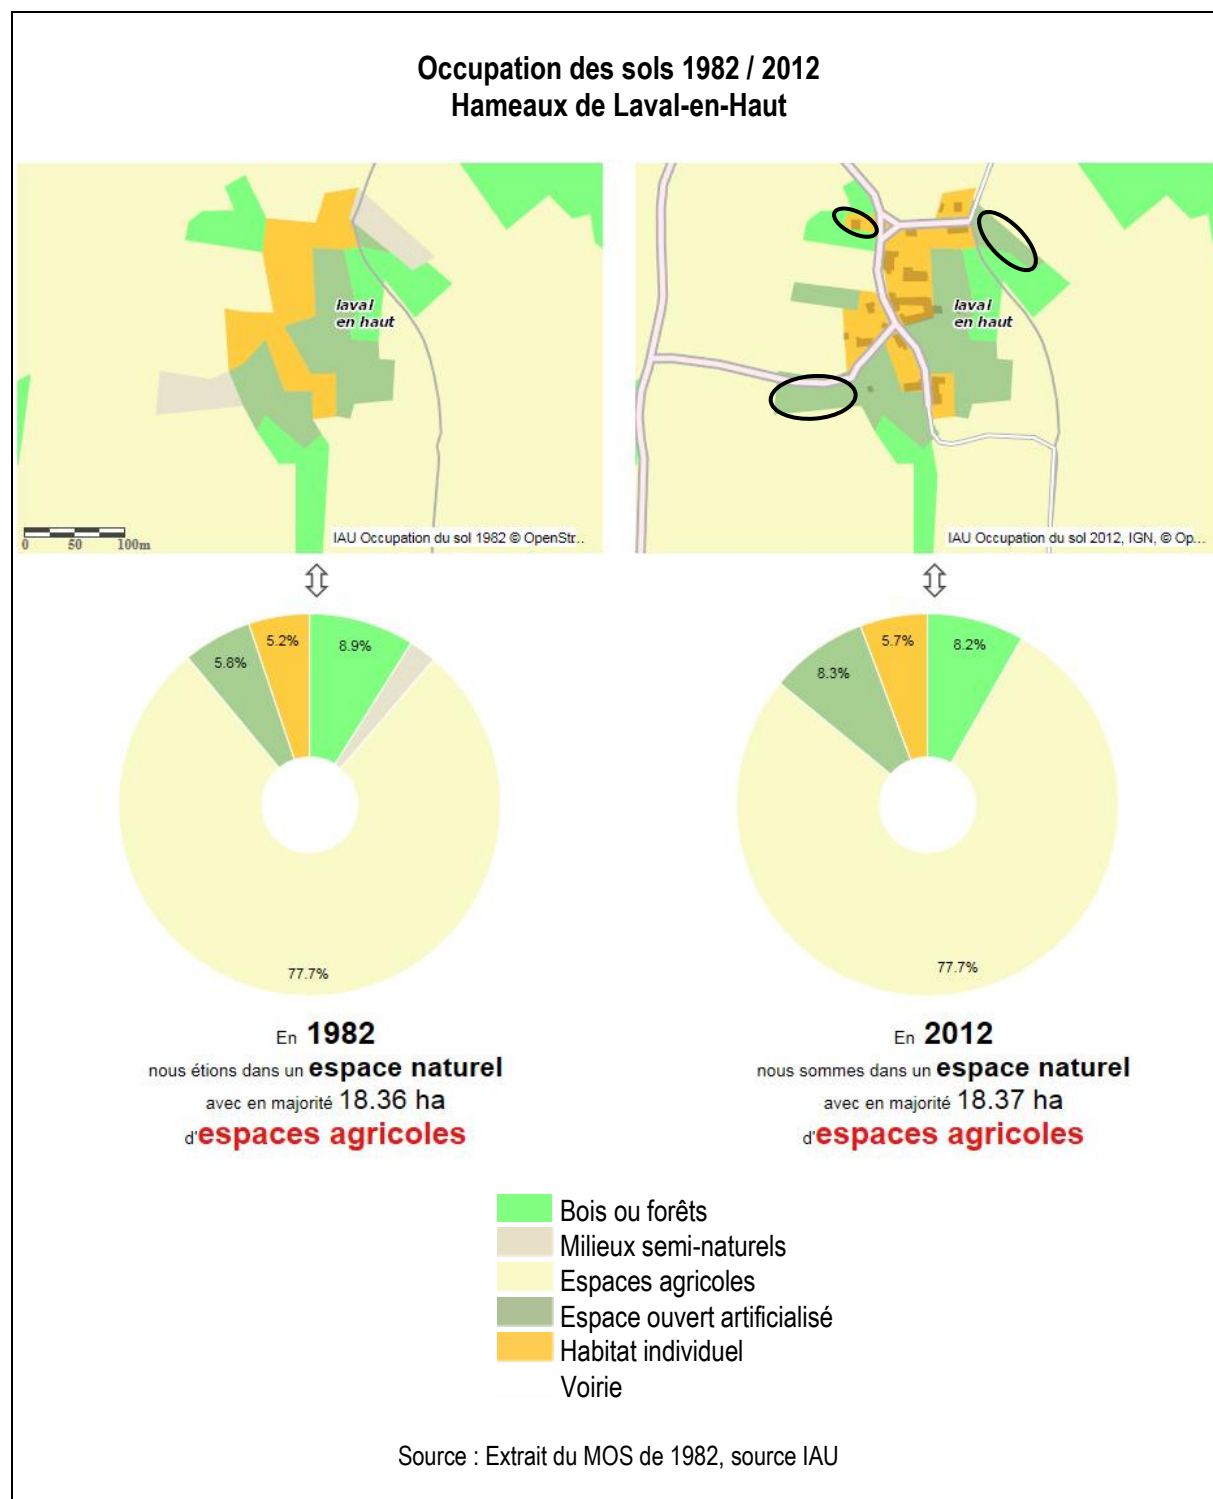 Occupation des sols 1982 / 2012
Hameaux de Laval-en-Haut
laval
en haut
0 50 100m
IAU Occupation du sol 1982 © OpenStr...
laval
en haut
IAU Occupation du sol 2012, IGN, © Op...
5.2%
8.9%
5.8%
77.7%
5.7%
8.2%
8.3%
77.7%
En 1982
nous étions dans un espace naturel
avec en majorité 18.36 ha
d'espaces agricoles
En 2012
nous sommes dans un espace naturel
avec en majorité 18.37 ha
d'espaces agricoles
Bois ou forêts
Milieux semi-naturels
Espaces agricoles
Espace ouvert artificialisé
Habitat individuel
Voirie
Source : Extrait du MOS de 1982, source IAU